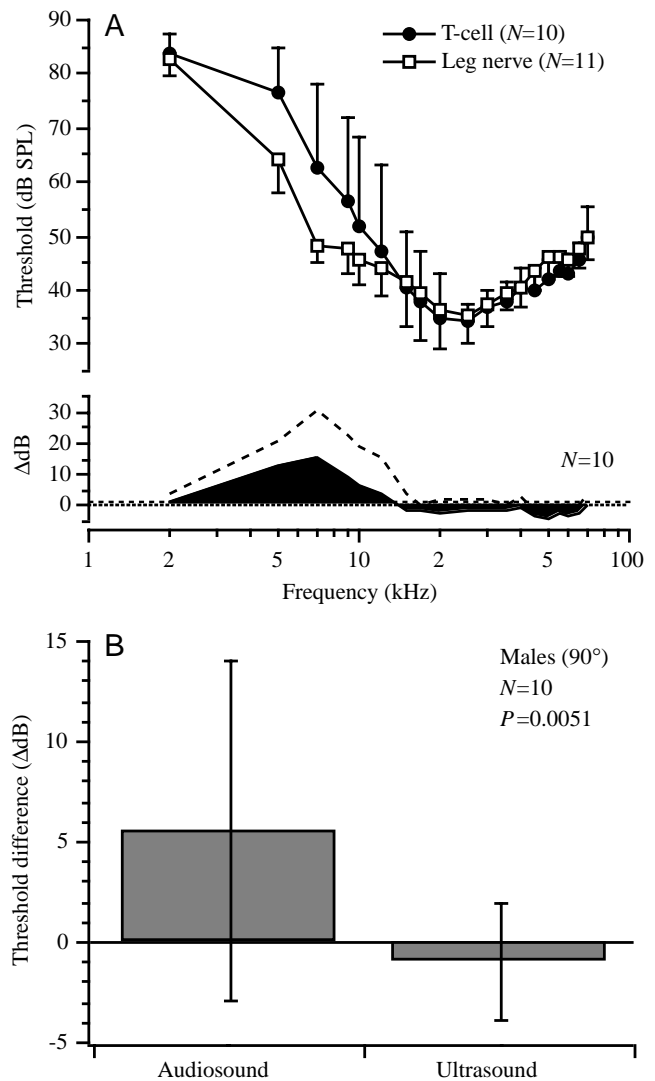 A
T-cell (N=10)
Leg nerve (N=11)
Threshold (dB SPL)
90
80
70
60
50
40
30
ΔdB
30
20
10
0
N=10
1 2 5 10 2 5 100
Frequency (kHz)
B
Males (90°)
N=10
P=0.0051
Threshold difference (ΔdB)
15
10
5
0
-5
Audiosound Ultrasound